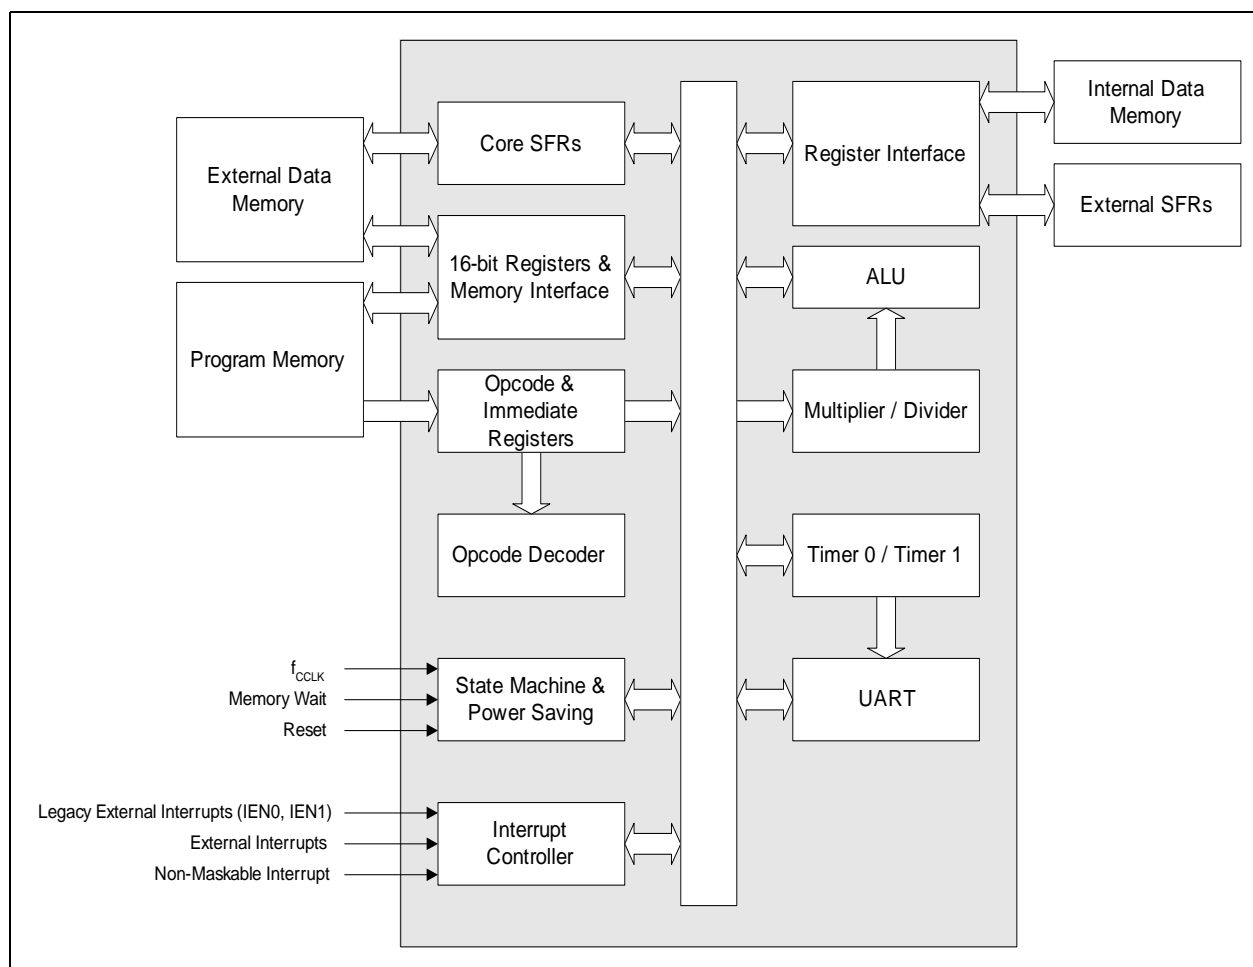 External Data
Memory
Program Memory
Core SFRs
16-bit Registers &
Memory Interface
Opcode &
Immediate
Registers
Opcode Decoder
State Machine &
Power Saving
Interrupt
Controller
fCCLK
Memory Wait
Reset
Legacy External Interrupts (IEN0, IEN1)
External Interrupts
Non-Maskable Interrupt
Register Interface
ALU
Multiplier / Divider
Timer 0 / Timer 1
UART
Internal Data
Memory
External SFRs